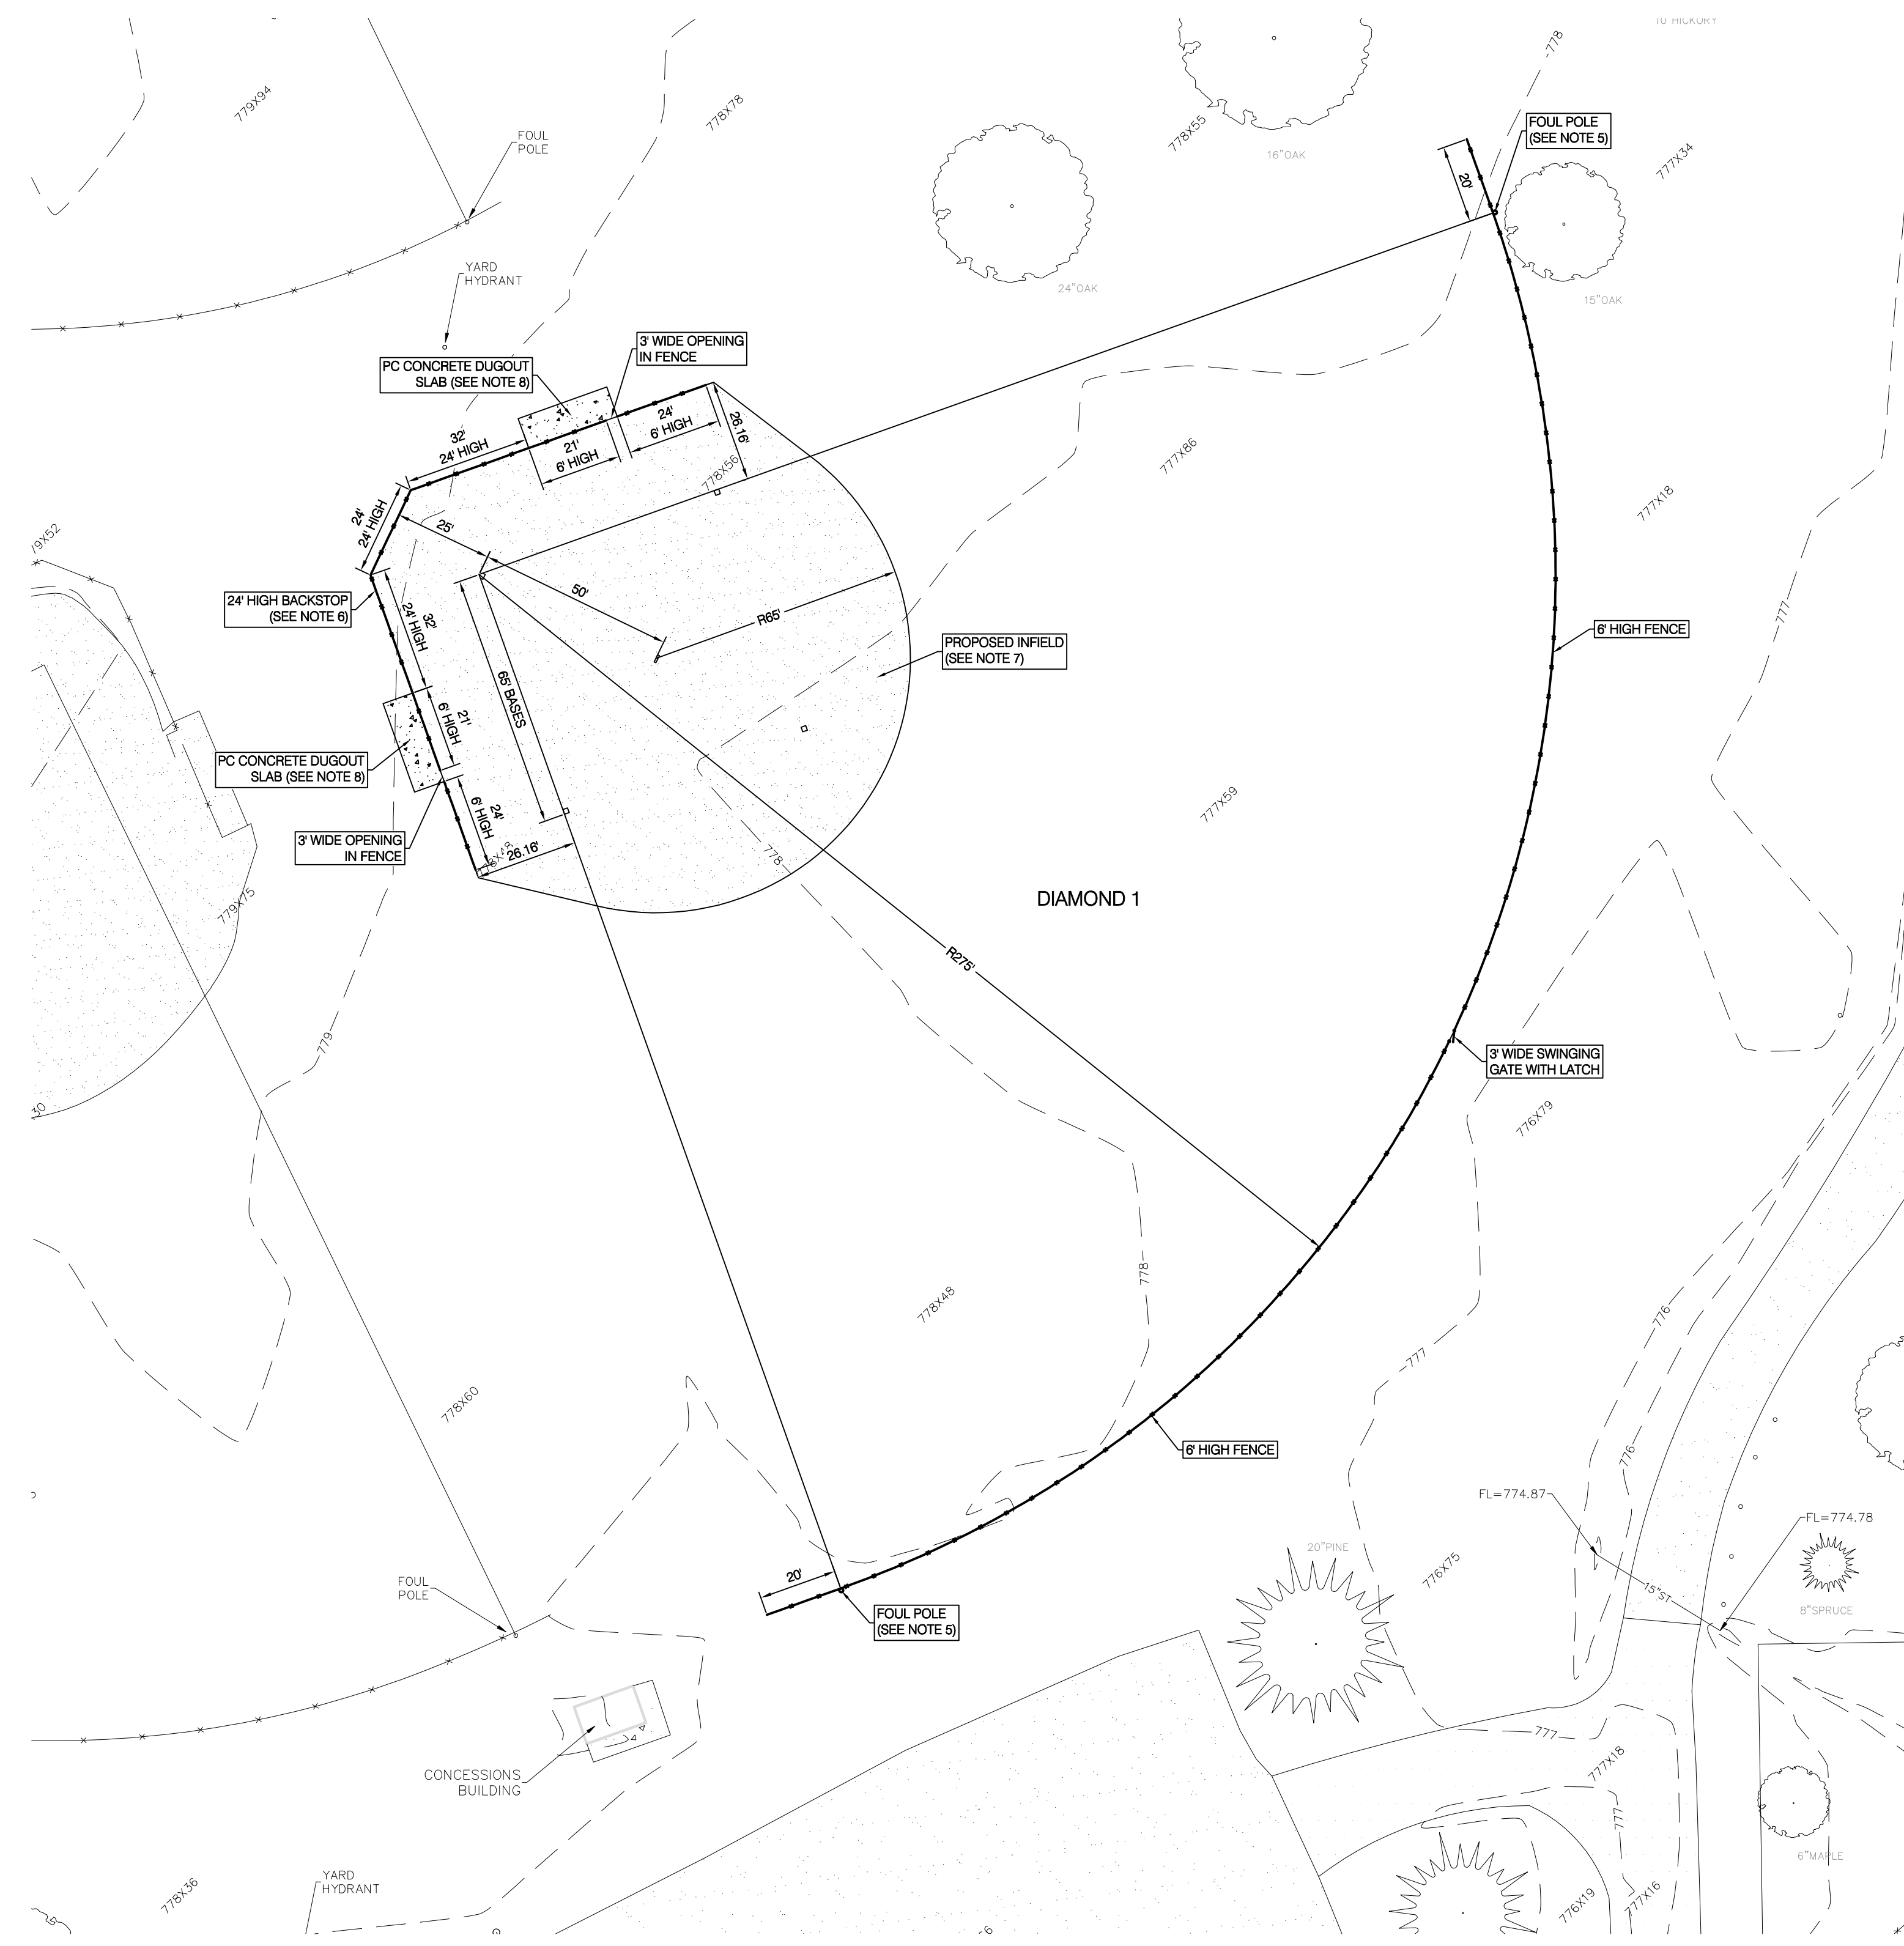 10"HICKORY
778
779X94
778X78
FOUL
POLE
778X55
16"OAK
FOUL POLE
(SEE NOTE 5)
777X34
20'
YARD
HYDRANT
24"OAK
15"OAK
3' WIDE OPENING
IN FENCE
PC CONCRETE DUGOUT
SLAB (SEE NOTE 8)
32'
24' HIGH
21'
6' HIGH
24'
6' HIGH
26.16'
778X56
777X86
777X18
24'
24' HIGH
25'
50'
R65'
79X52
24' HIGH BACKSTOP
(SEE NOTE 6)
32'
24' HIGH
65' BASES
777
6' HIGH FENCE
PROPOSED INFIELD
(SEE NOTE 7)
21'
6' HIGH
PC CONCRETE DUGOUT
SLAB (SEE NOTE 8)
24'
6' HIGH
777X59
3' WIDE OPENING
IN FENCE
26.16'
778
779X75
DIAMOND 1
R275'
779
30
3' WIDE SWINGING
GATE WITH LATCH
776X79
778
778X48
776
777
778X60
6' HIGH FENCE
776
FL=774.87
FL=774.78
20"PINE
776X75
15"ST
8"SPRUCE
FOUL
POLE
20'
FOUL POLE
(SEE NOTE 5)
777
777X18
CONCESSIONS
BUILDING
777
6"MAPLE
YARD
HYDRANT
778X36
776X19
777X16